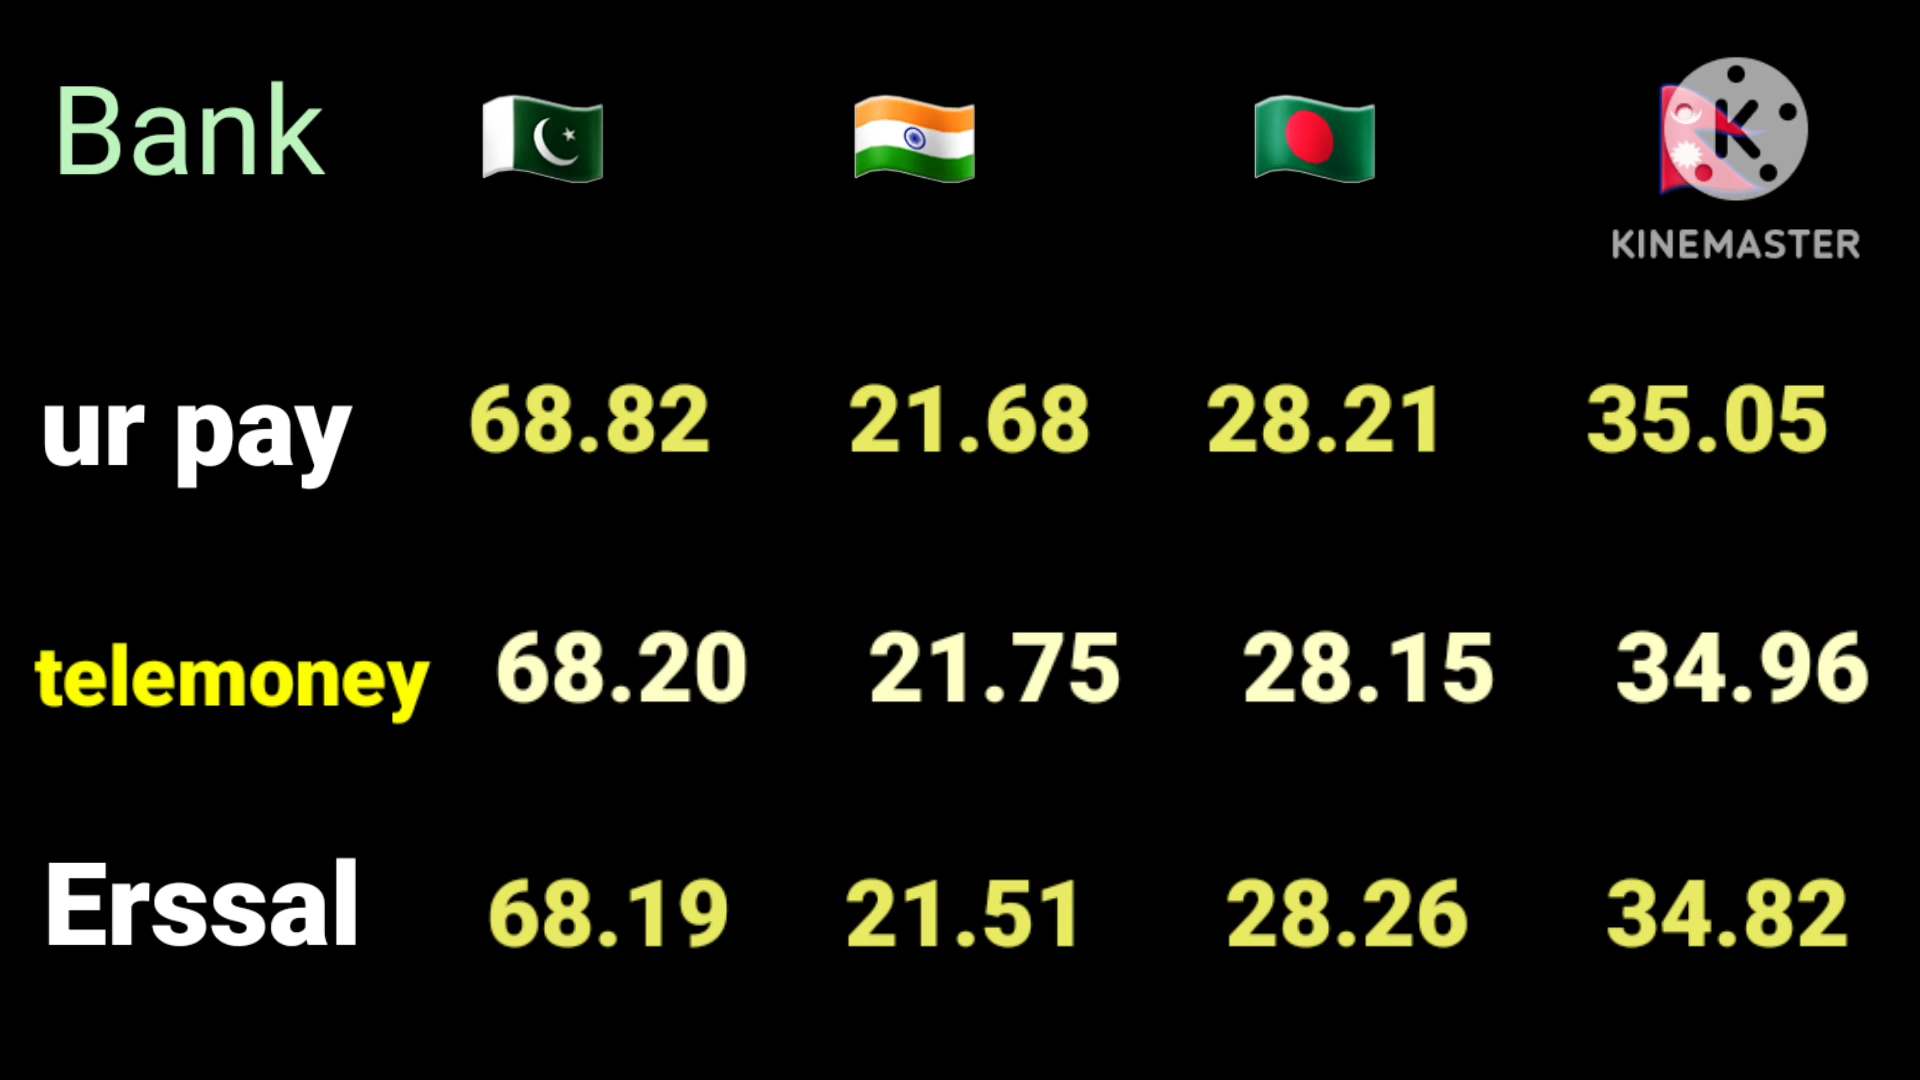 Bank
K
KINEMASTER
ur pay 68.82 21.68 28.21 35.05
telemoney 68.20 21.75 28.15 34.96
Erssal 68.19 21.51 28.26 34.82